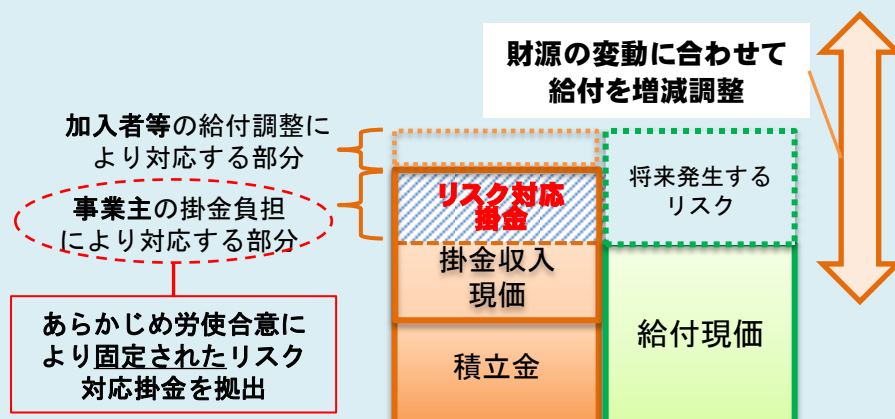 財源の変動に合わせて
給付を増減調整
加入者等の給付調整に
より対応する部分
事業主の掛金負担
により対応する部分
あらかじめ労使合意に
より固定されたリスク
対応掛金を拠出
リスク対応
掛金
掛金収入
現価
積立金
将来発生する
リスク
給付現価